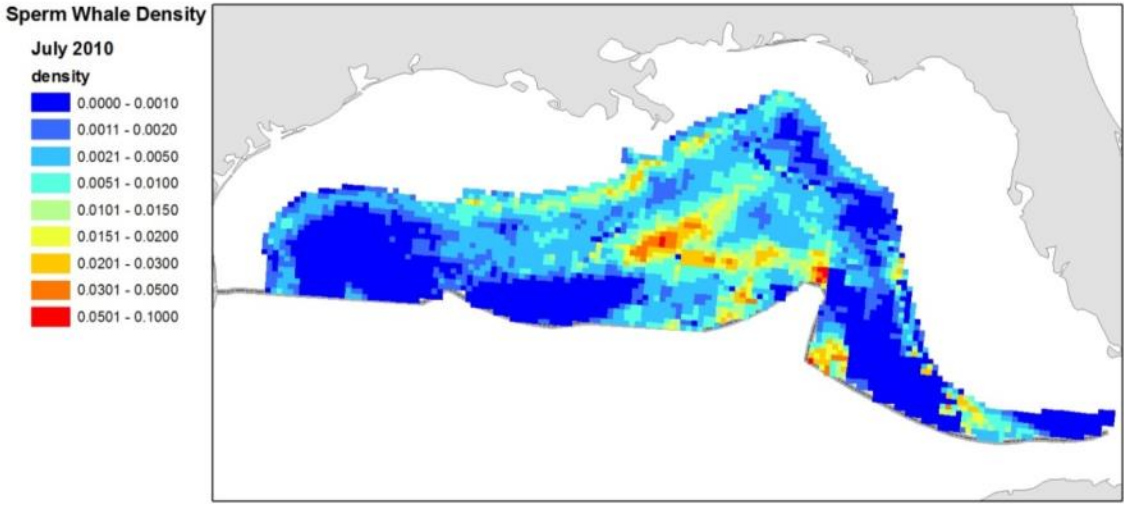 Sperm Whale Density
July 2010
density
0.0000 - 0.0010
0.0011 - 0.0020
0.0021 - 0.0050
0.0051 - 0.0100
0.0101 - 0.0150
0.0151 - 0.0200
0.0201 - 0.0300
0.0301 - 0.0500
0.0501 - 0.1000